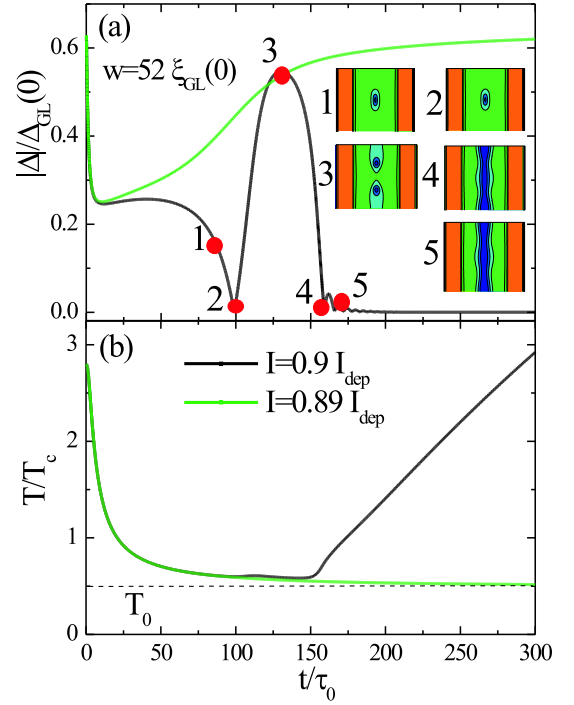 (a)
w=52 ξGL(0)
|Δ|/ΔGL(0)
0.6
0.4
0.2
0.0
1
2
3
4
5
1
2
3
4
5
(b)
I=0.9 Idep
I=0.89 Idep
T/Tc
3
2
1
0
T0
0 50 100 150 200 250 300
t/τ0